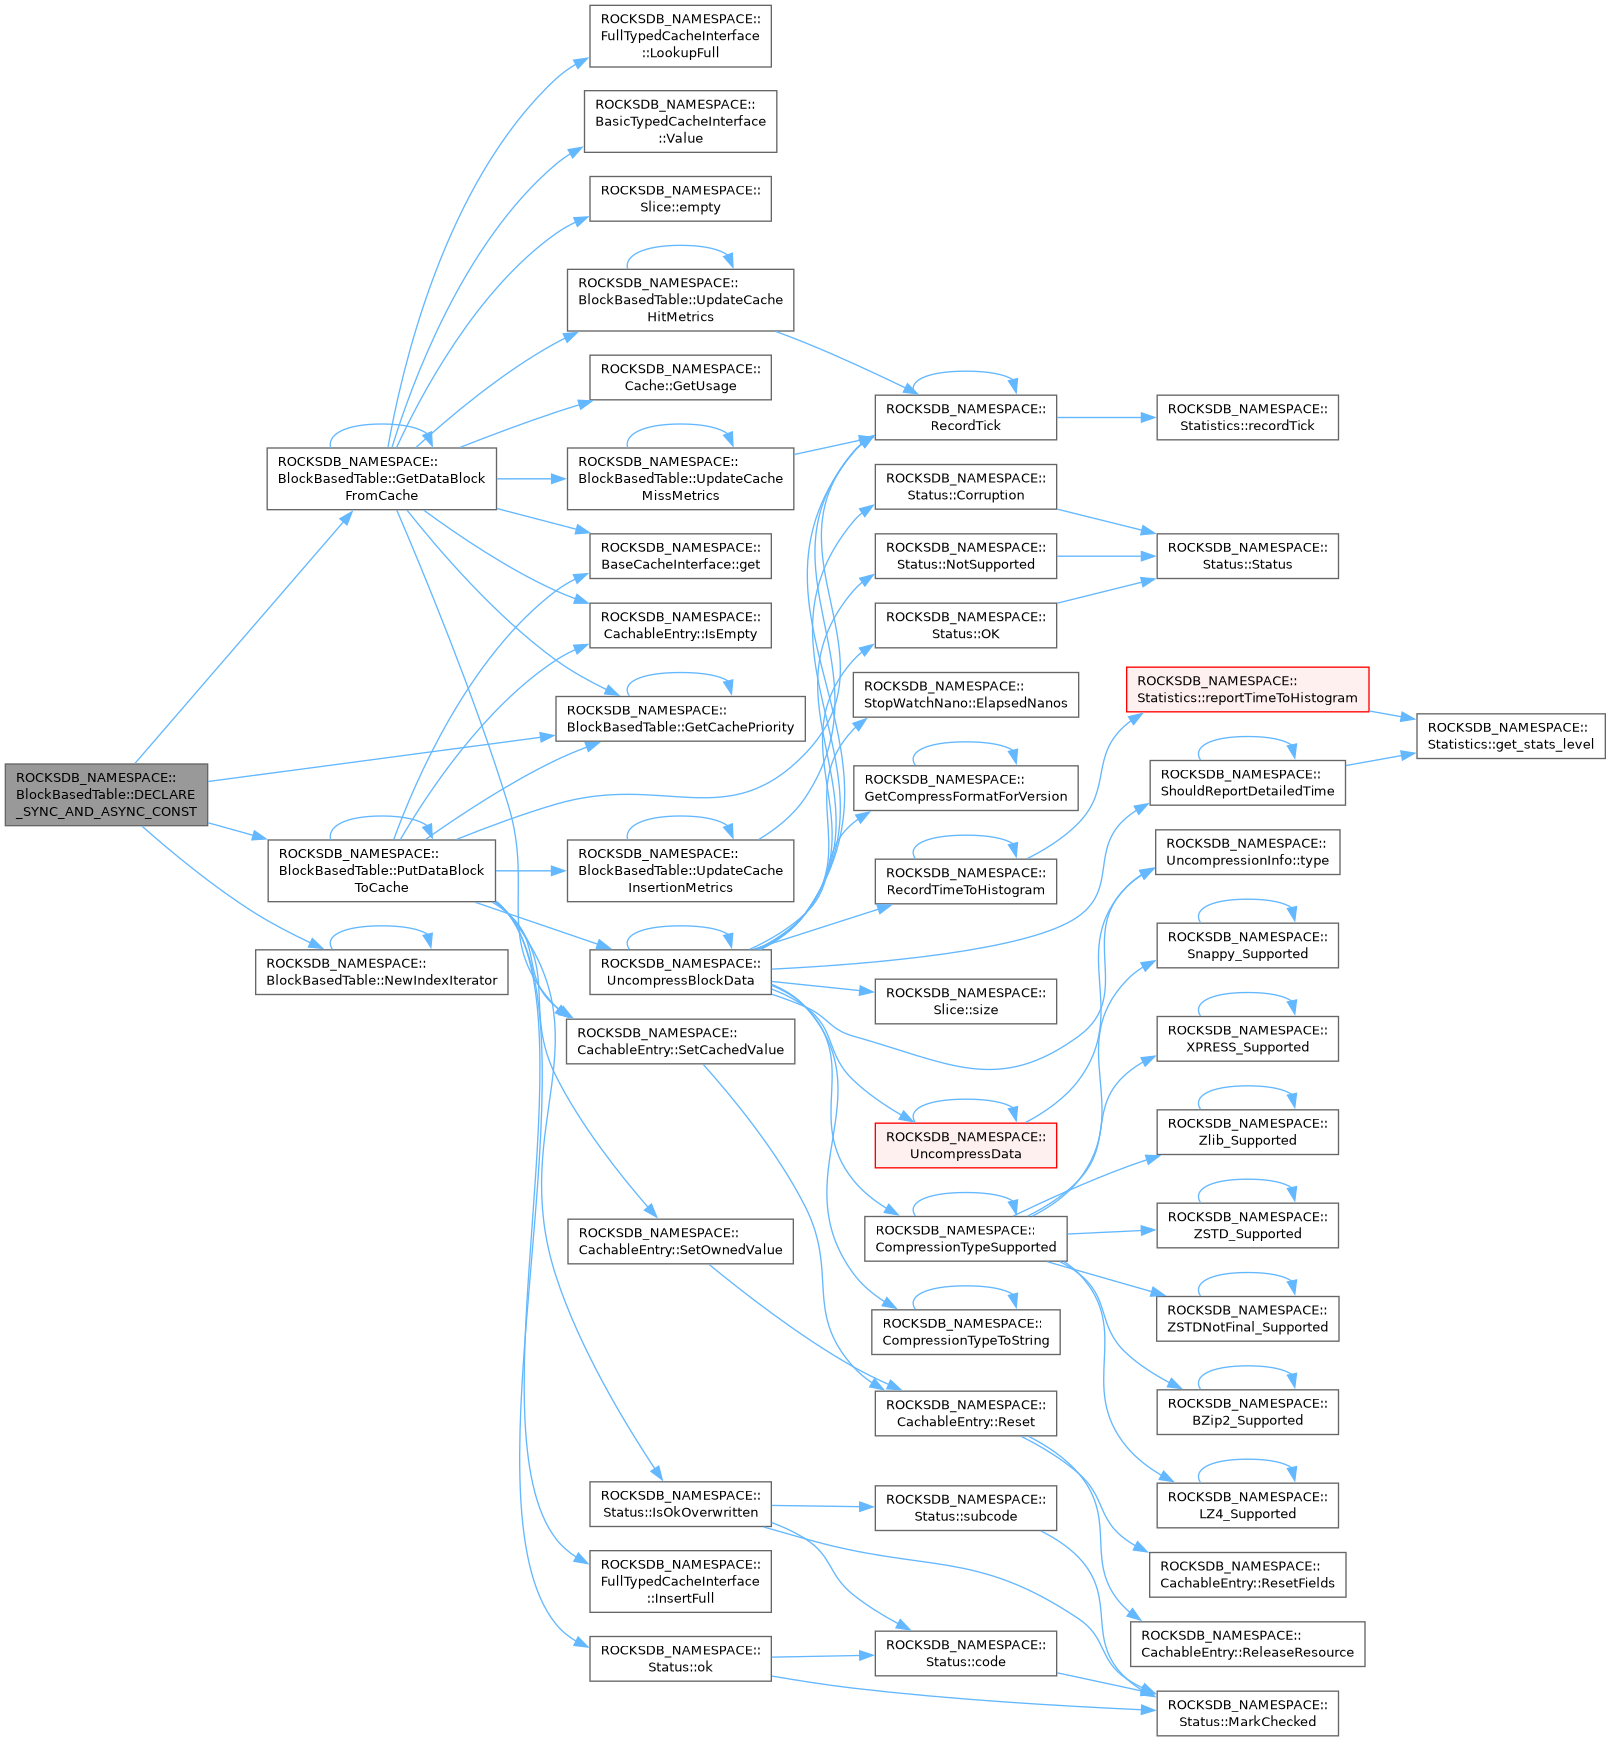 ROCKSDB_NAMESPACE::
BlockBasedTable::DECLARE
_SYNC_AND_ASYNC_CONST
ROCKSDB_NAMESPACE::
BlockBasedTable::GetDataBlock
FromCache
ROCKSDB_NAMESPACE::
BlockBasedTable::PutDataBlock
ToCache
ROCKSDB_NAMESPACE::
BlockBasedTable::NewIndexIterator
ROCKSDB_NAMESPACE::
FullTypedCacheInterface
::LookupFull
ROCKSDB_NAMESPACE::
BasicTypedCacheInterface
::Value
ROCKSDB_NAMESPACE::
Slice::empty
ROCKSDB_NAMESPACE::
BlockBasedTable::UpdateCache
HitMetrics
ROCKSDB_NAMESPACE::
Cache::GetUsage
ROCKSDB_NAMESPACE::
BlockBasedTable::UpdateCache
MissMetrics
ROCKSDB_NAMESPACE::
BaseCacheInterface::get
ROCKSDB_NAMESPACE::
CachableEntry::IsEmpty
ROCKSDB_NAMESPACE::
BlockBasedTable::GetCachePriority
ROCKSDB_NAMESPACE::
BlockBasedTable::UpdateCache
InsertionMetrics
ROCKSDB_NAMESPACE::
UncompressBlockData
ROCKSDB_NAMESPACE::
CachableEntry::SetCachedValue
ROCKSDB_NAMESPACE::
CachableEntry::SetOwnedValue
ROCKSDB_NAMESPACE::
Status::IsOkOverwritten
ROCKSDB_NAMESPACE::
FullTypedCacheInterface
::InsertFull
ROCKSDB_NAMESPACE::
Status::ok
ROCKSDB_NAMESPACE::
RecordTick
ROCKSDB_NAMESPACE::
Status::Corruption
ROCKSDB_NAMESPACE::
Status::NotSupported
ROCKSDB_NAMESPACE::
Status::OK
ROCKSDB_NAMESPACE::
StopWatchNano::ElapsedNanos
ROCKSDB_NAMESPACE::
GetCompressFormatForVersion
ROCKSDB_NAMESPACE::
RecordTimeToHistogram
ROCKSDB_NAMESPACE::
Slice::size
ROCKSDB_NAMESPACE::
UncompressData
ROCKSDB_NAMESPACE::
CompressionTypeSupported
ROCKSDB_NAMESPACE::
CompressionTypeToString
ROCKSDB_NAMESPACE::
CachableEntry::Reset
ROCKSDB_NAMESPACE::
Status::subcode
ROCKSDB_NAMESPACE::
Status::code
ROCKSDB_NAMESPACE::
Statistics::recordTick
ROCKSDB_NAMESPACE::
Status::Status
ROCKSDB_NAMESPACE::
Statistics::reportTimeToHistogram
ROCKSDB_NAMESPACE::
ShouldReportDetailedTime
ROCKSDB_NAMESPACE::
UncompressionInfo::type
ROCKSDB_NAMESPACE::
Snappy_Supported
ROCKSDB_NAMESPACE::
XPRESS_Supported
ROCKSDB_NAMESPACE::
Zlib_Supported
ROCKSDB_NAMESPACE::
ZSTD_Supported
ROCKSDB_NAMESPACE::
ZSTDNotFinal_Supported
ROCKSDB_NAMESPACE::
BZip2_Supported
ROCKSDB_NAMESPACE::
LZ4_Supported
ROCKSDB_NAMESPACE::
CachableEntry::ResetFields
ROCKSDB_NAMESPACE::
CachableEntry::ReleaseResource
ROCKSDB_NAMESPACE::
Status::MarkChecked
ROCKSDB_NAMESPACE::
Statistics::get_stats_level